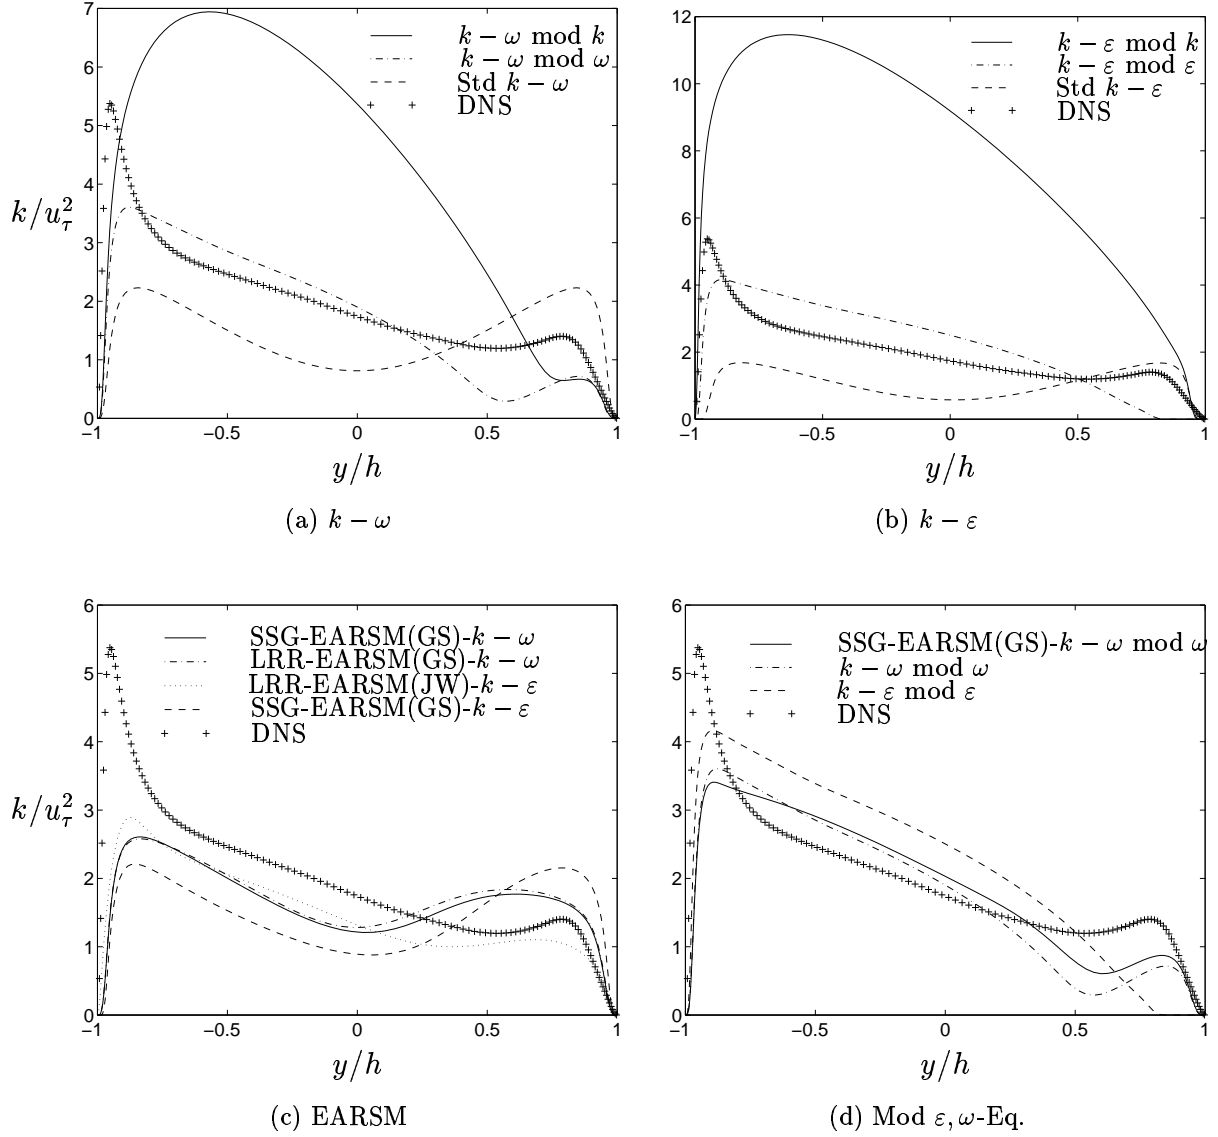 7
6
5
4
3
2
1
0
k/u_τ^2
k − ω mod k
k − ω mod ω
Std k − ω
DNS
−1 −0.5 0 0.5 1
y/h
(a) k − ω
12
10
8
6
4
2
0
k − ε mod k
k − ε mod ε
Std k − ε
DNS
−1 −0.5 0 0.5 1
y/h
(b) k − ε
6
5
4
3
2
1
0
k/u_τ^2
SSG-EARSM(GS)-k − ω
LRR-EARSM(GS)-k − ω
LRR-EARSM(JW)-k − ε
SSG-EARSM(GS)-k − ε
DNS
−1 −0.5 0 0.5 1
y/h
(c) EARSM
6
5
4
3
2
1
0
SSG-EARSM(GS)-k − ω mod ω
k − ω mod ω
k − ε mod ε
DNS
−1 −0.5 0 0.5 1
y/h
(d) Mod ε, ω-Eq.